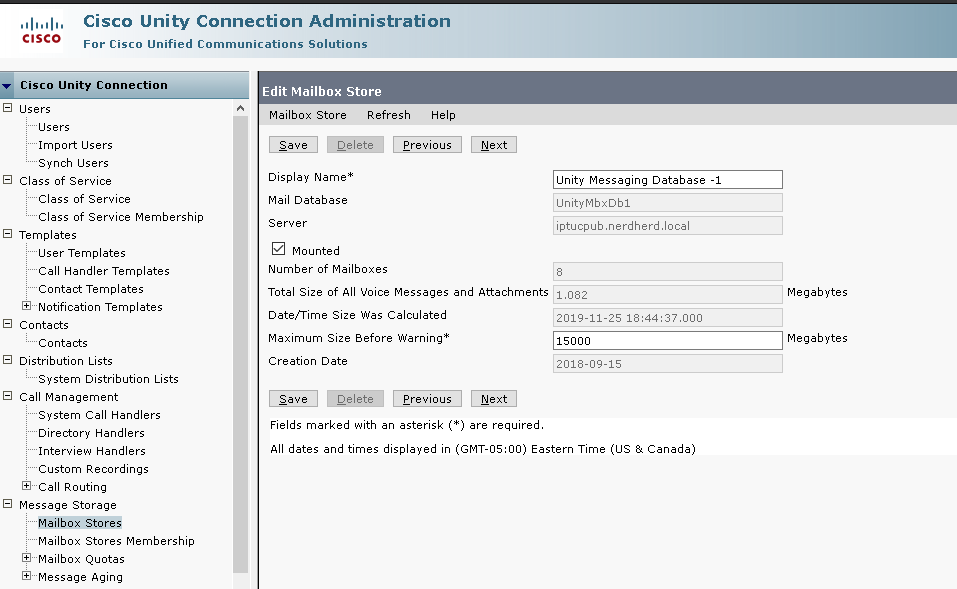 Cisco Unity Connection Administration
CISCO
For Cisco Unified Communications Solutions
Cisco Unity Connection
Users
Users
Import Users
Synch Users
Class of Service
Class of Service
Class of Service Membership
Templates
User Templates
Call Handler Templates
Contact Templates
Notification Templates
Contacts
Contacts
Distribution Lists
System Distribution Lists
Call Management
System Call Handlers
Directory Handlers
Interview Handlers
Custom Recordings
Call Routing
Message Storage
Mailbox Stores
Mailbox Stores Membership
Mailbox Quotas
Message Aging
Edit Mailbox Store
Mailbox Store Refresh Help
Save Delete Previous Next
Display Name* Unity Messaging Database -1
Mail Database UnityMbxDb1
Server iptucpub.nerdherd.local
Mounted
Number of Mailboxes 8
Total Size of All Voice Messages and Attachments 1.082 Megabytes
Date/Time Size Was Calculated 2019-11-25 18:44:37.000
Maximum Size Before Warning* 15000 Megabytes
Creation Date 2018-09-15
Save Delete Previous Next
Fields marked with an asterisk (*) are required.
All dates and times displayed in (GMT-05:00) Eastern Time (US & Canada)